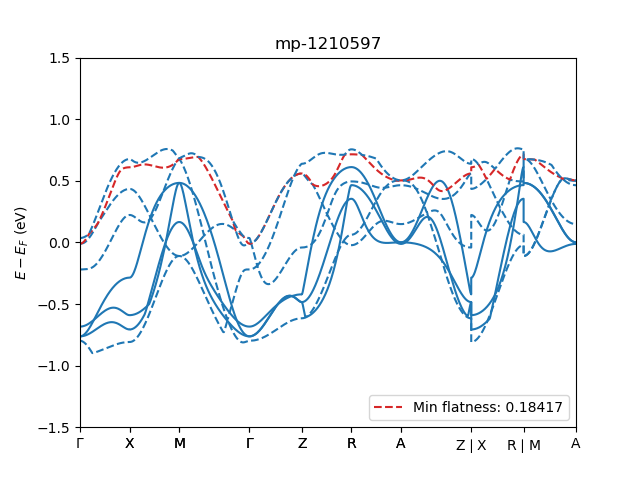 mp-1210597
1.5
1.0
0.5
0.0
−0.5
−1.0
−1.5
E − E_F (eV)
Min flatness: 0.18417
Γ X M Γ Z R A Z | X R | M A